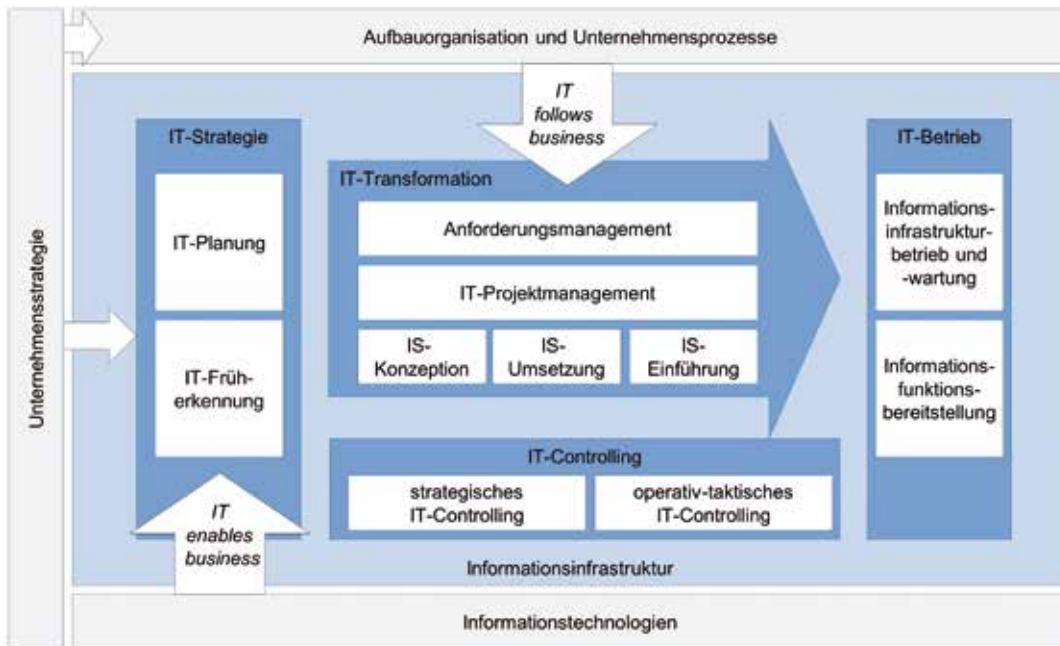 Aufbauorganisation und Unternehmensprozesse
Unternehmensstrategie
IT
follows
business
IT-Strategie
IT-Planung
IT-Früh-
erkennung
IT
enables
business
IT-Transformation
Anforderungsmanagement
IT-Projektmanagement
IS-
Konzeption
IS-
Umsetzung
IS-
Einführung
IT-Controlling
strategisches
IT-Controlling
operativ-taktisches
IT-Controlling
IT-Betrieb
Informations-
infrastruktur-
betrieb und
-wartung
Informations-
funktions-
bereitstellung
Informationsinfrastruktur
Informationstechnologien